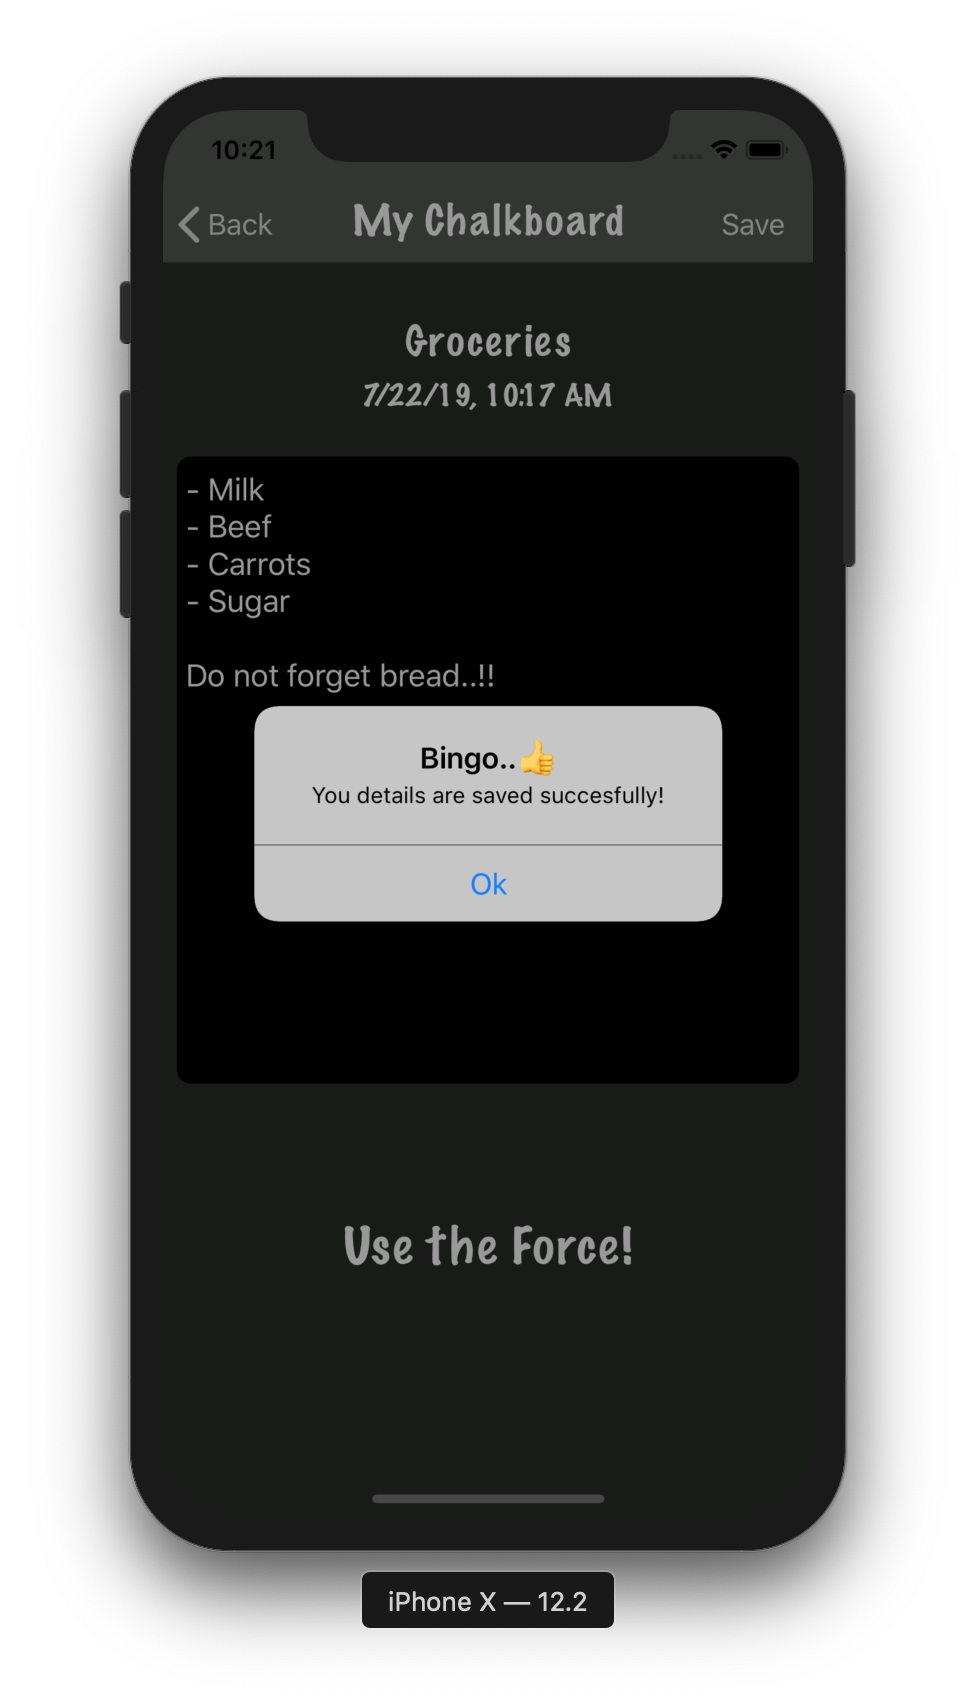 10:21
Back My Chalkboard Save
Groceries
7/22/19, 10:17 AM
- Milk
- Beef
- Carrots
- Sugar
Do not forget bread..!!
Bingo..👍
You details are saved succesfully!
Ok
Use the Force!
iPhone X — 12.2